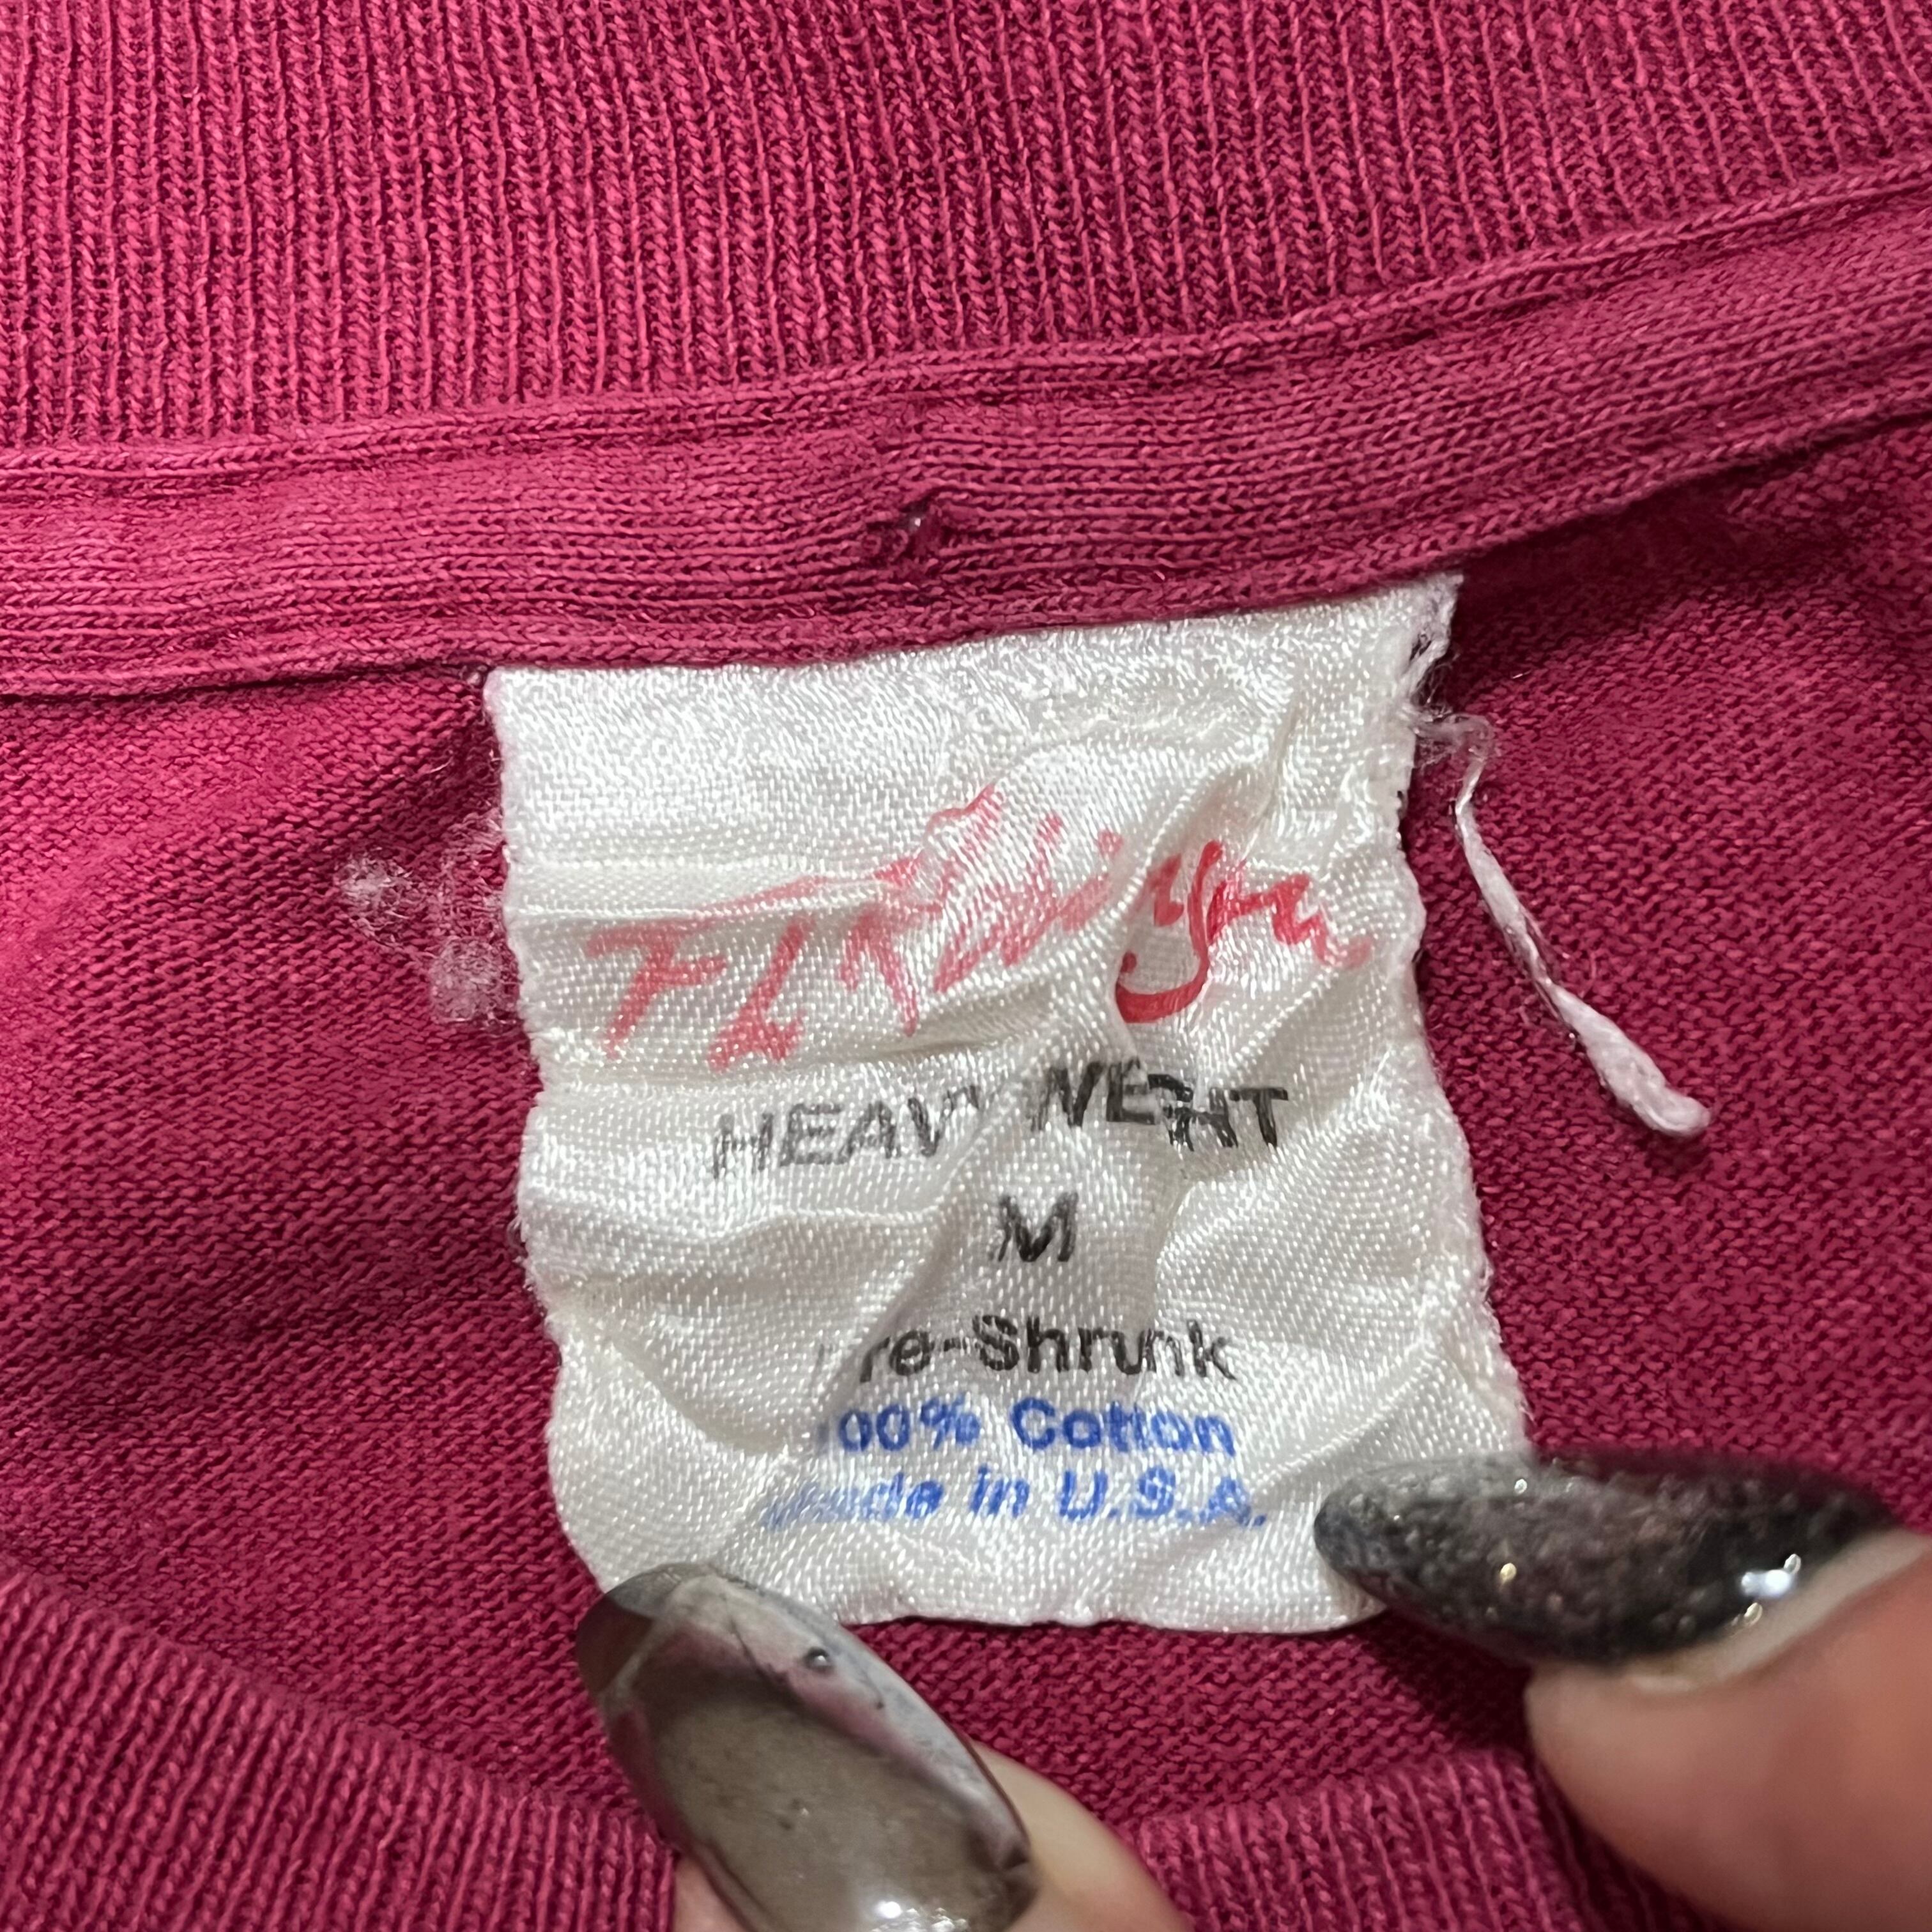 HEAVYWEIGHT
M
Pre-Shrunk
100% Cotton
Made in U.S.A.